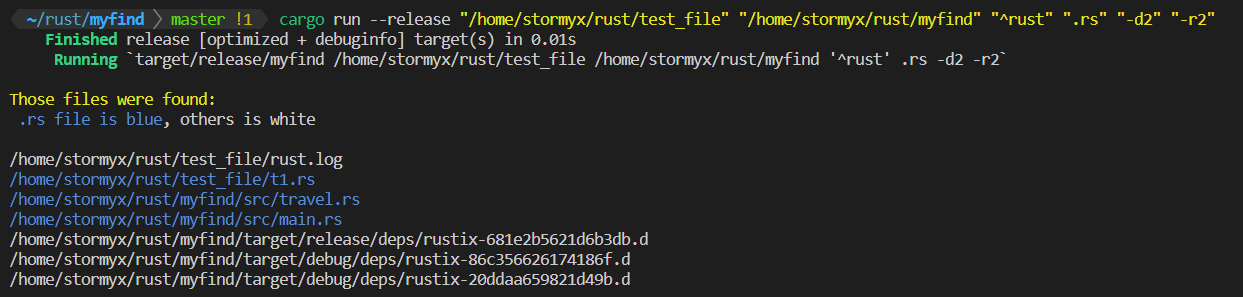 ~/rust/myfind master !1 cargo run --release "/home/stormyx/rust/test_file" "/home/stormyx/rust/myfind" "^rust" ".rs" "-d2" "-r2"
Finished release [optimized + debuginfo] target(s) in 0.01s
Running `target/release/myfind /home/stormyx/rust/test_file /home/stormyx/rust/myfind '^rust' .rs -d2 -r2`
Those files were found:
.rs file is blue, others is white
/home/stormyx/rust/test_file/rust.log
/home/stormyx/rust/test_file/t1.rs
/home/stormyx/rust/myfind/src/travel.rs
/home/stormyx/rust/myfind/src/main.rs
/home/stormyx/rust/myfind/target/release/deps/rustix-681e2b5621d6b3db.d
/home/stormyx/rust/myfind/target/debug/deps/rustix-86c356626174186f.d
/home/stormyx/rust/myfind/target/debug/deps/rustix-20ddaa659821d49b.d